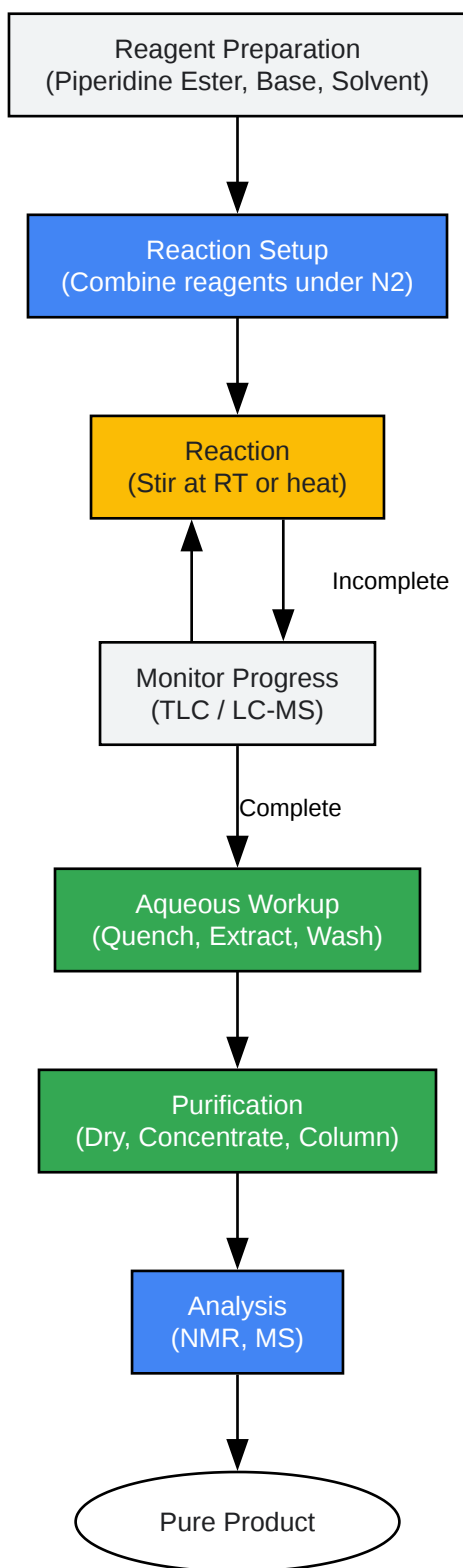 Reagent Preparation
(Piperidine Ester, Base, Solvent)
Reaction Setup
(Combine reagents under N2)
Reaction
(Stir at RT or heat)
Incomplete
Monitor Progress
(TLC / LC-MS)
Complete
Aqueous Workup
(Quench, Extract, Wash)
Purification
(Dry, Concentrate, Column)
Analysis
(NMR, MS)
Pure Product